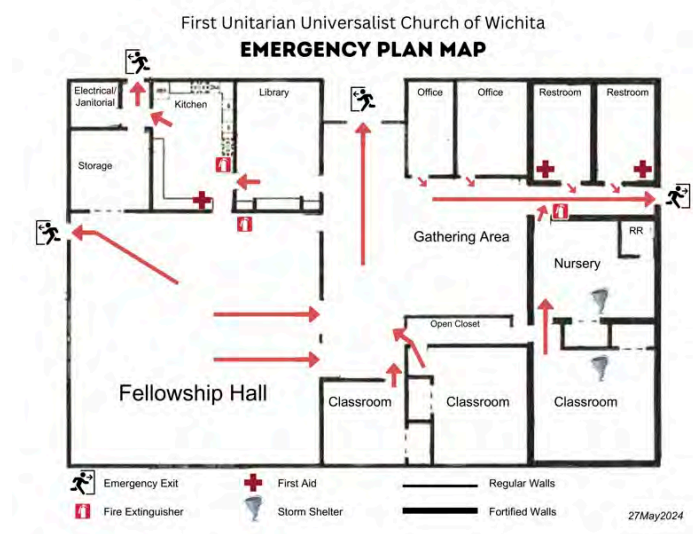 First Unitarian Universalist Church of Wichita
EMERGENCY PLAN MAP
Electrical/
Janitorial
Kitchen
Library
Office
Office
Restroom
Restroom
Storage
RR
Gathering Area
Nursery
Open Closet
Fellowship Hall
Classroom
Classroom
Classroom
Emergency Exit
First Aid
Regular Walls
Fire Extinguisher
Storm Shelter
Fortified Walls
27May2024